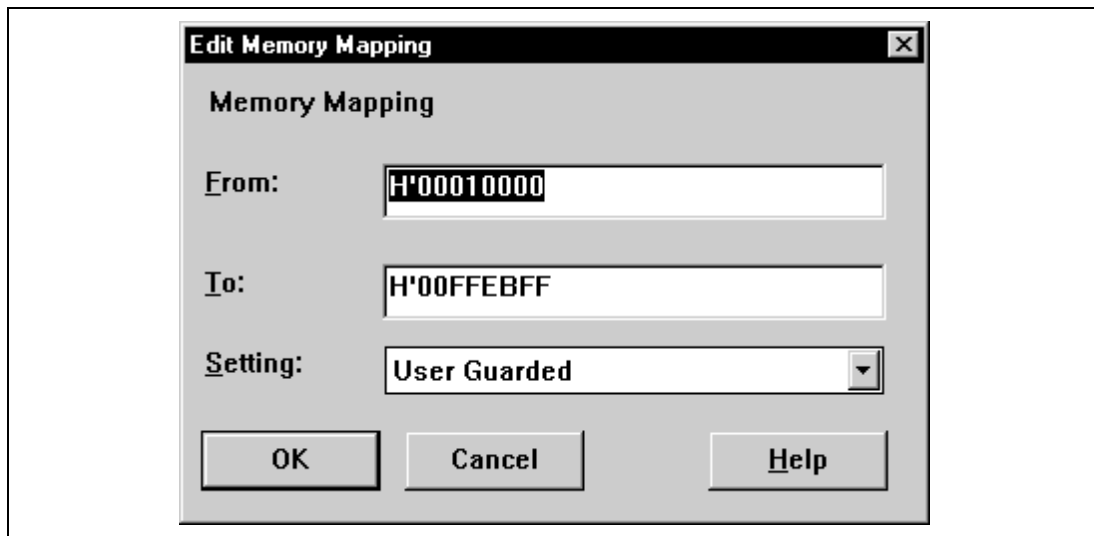 Edit Memory Mapping
Memory Mapping
From: H'00010000
To: H'00FFEBFF
Setting: User Guarded
OK Cancel Help